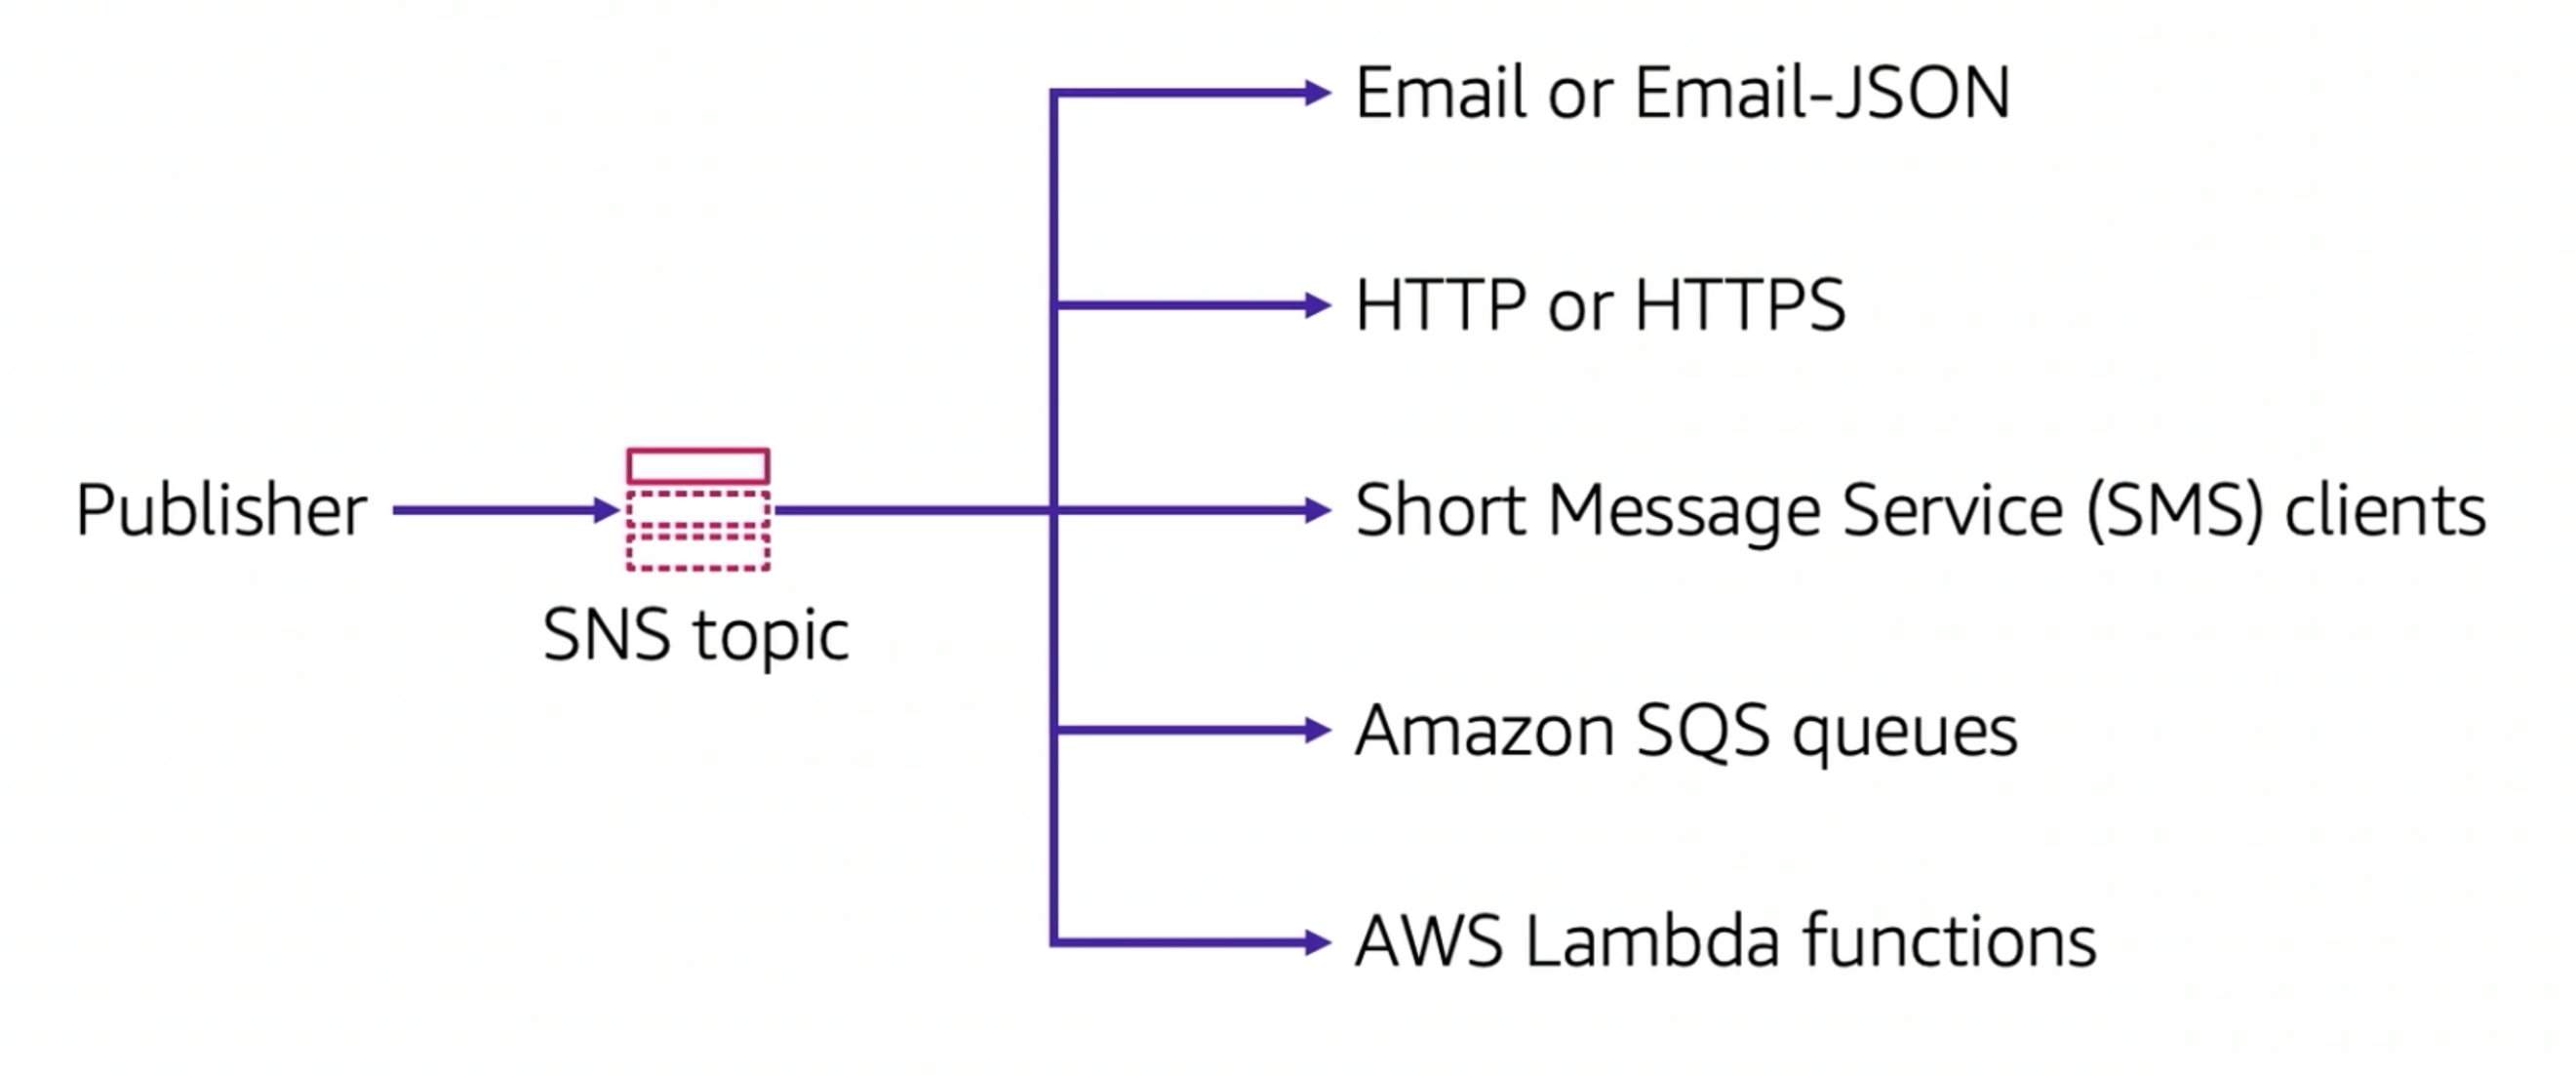 Email or Email-JSON
HTTP or HTTPS
Publisher
SNS topic
Short Message Service (SMS) clients
Amazon SQS queues
AWS Lambda functions